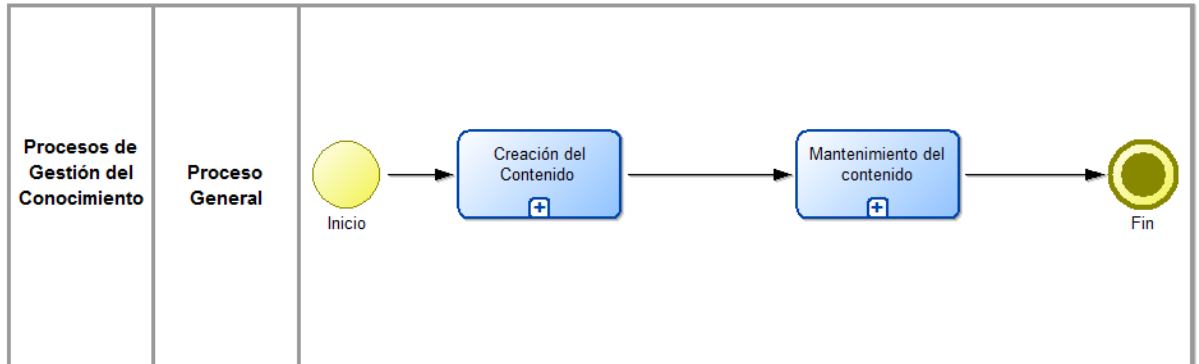 Procesos de
Gestión del
Conocimiento
Proceso
General
Inicio
Creación del
Contenido
Mantenimiento del
contenido
Fin